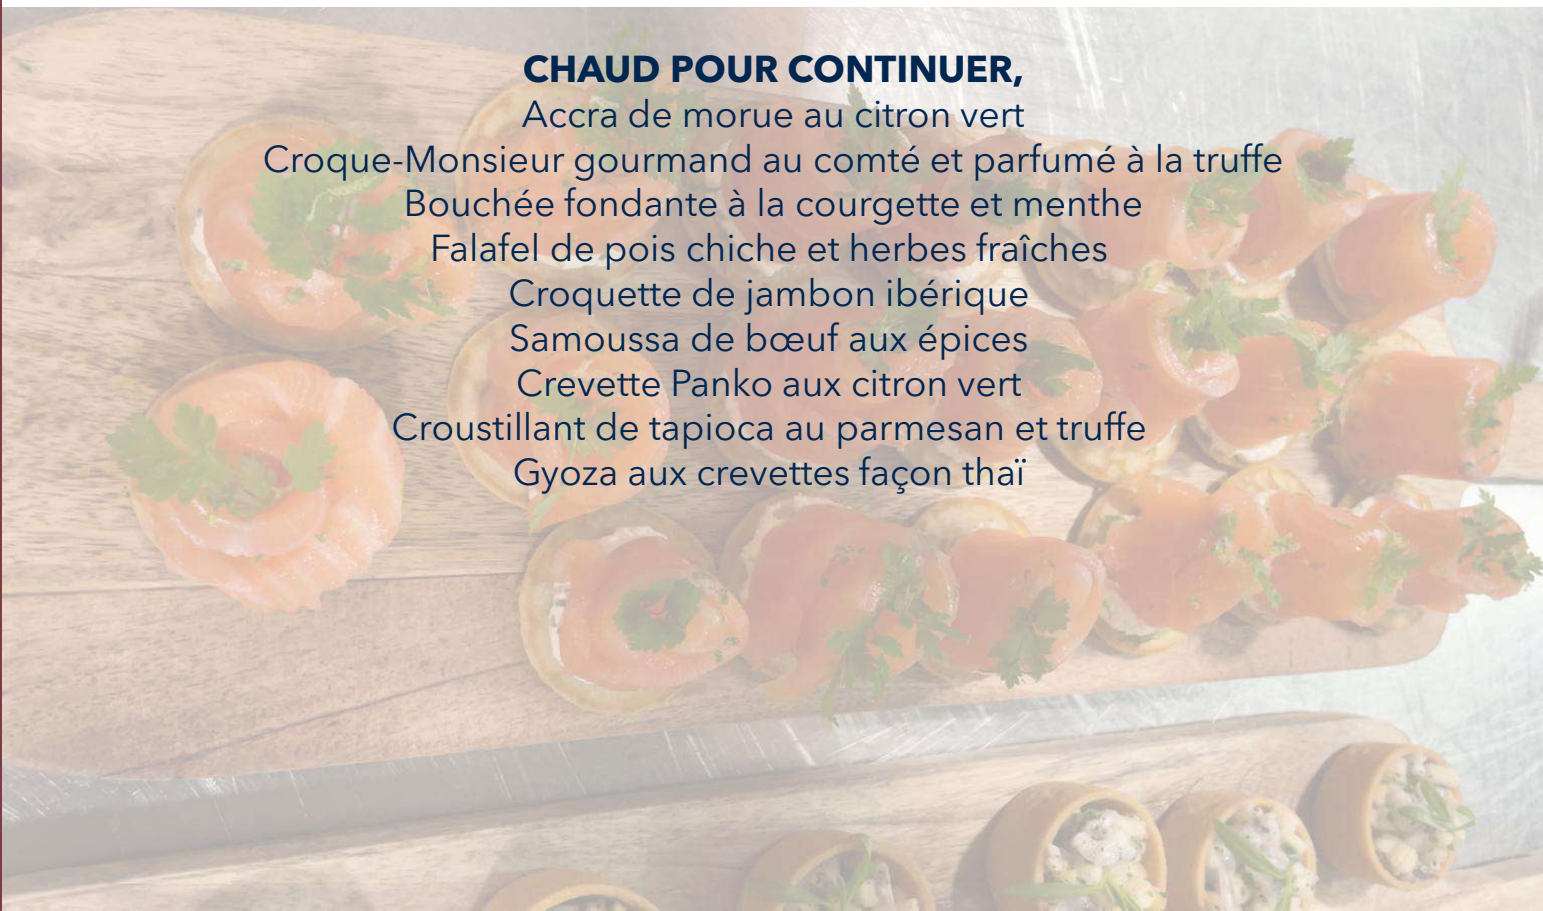 CHAUD POUR CONTINUER,
Accra de morue au citron vert
Croque-Monsieur gourmand au comté et parfumé à la truffe
Bouchée fondante à la courgette et menthe
Falafel de pois chiche et herbes fraîches
Croquette de jambon ibérique
Samoussa de bœuf aux épices
Crevette Panko aux citron vert
Croustillant de tapioca au parmesan et truffe
Gyoza aux crevettes façon thaï